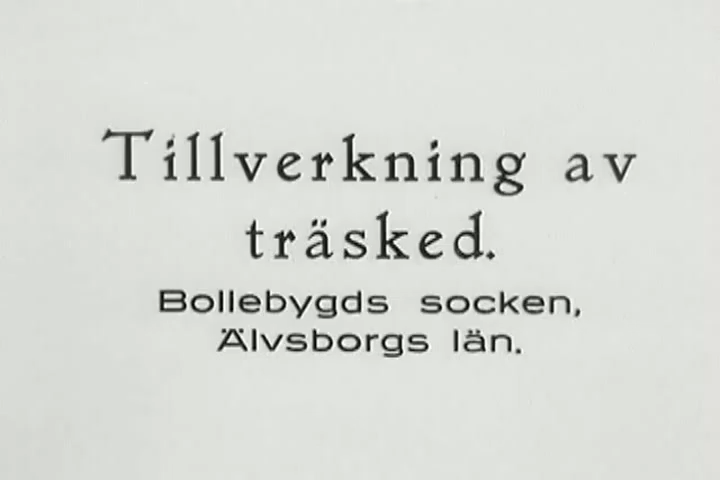 Tillverkning av
träsked.
Bollebygds socken,
Älvsborgs län.